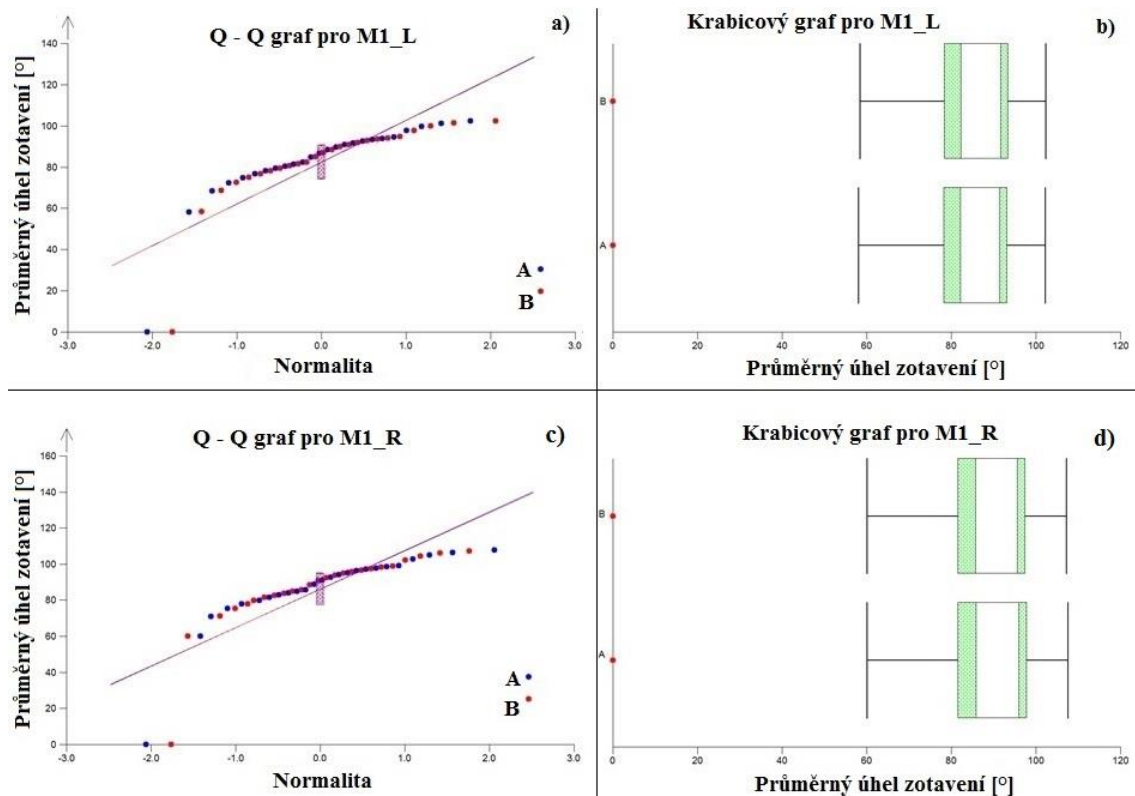 Q - Q graf pro M1_L
a)
Průměrný úhel zotavení [°]
140
120
100
80
60
40
20
0
-3.0
-2.0
-1.0
0.0
1.0
2.0
3.0
Normalita
A
B
Krabicový graf pro M1_L
b)
B
A
0
20
40
60
80
100
120
Průměrný úhel zotavení [°]
Q - Q graf pro M1_R
c)
Průměrný úhel zotavení [°]
160
140
120
100
80
60
40
20
0
-3.0
-2.0
-1.0
0.0
1.0
2.0
3.0
Normalita
A
B
Krabicový graf pro M1_R
d)
B
A
0
20
40
60
80
100
120
Průměrný úhel zotavení [°]